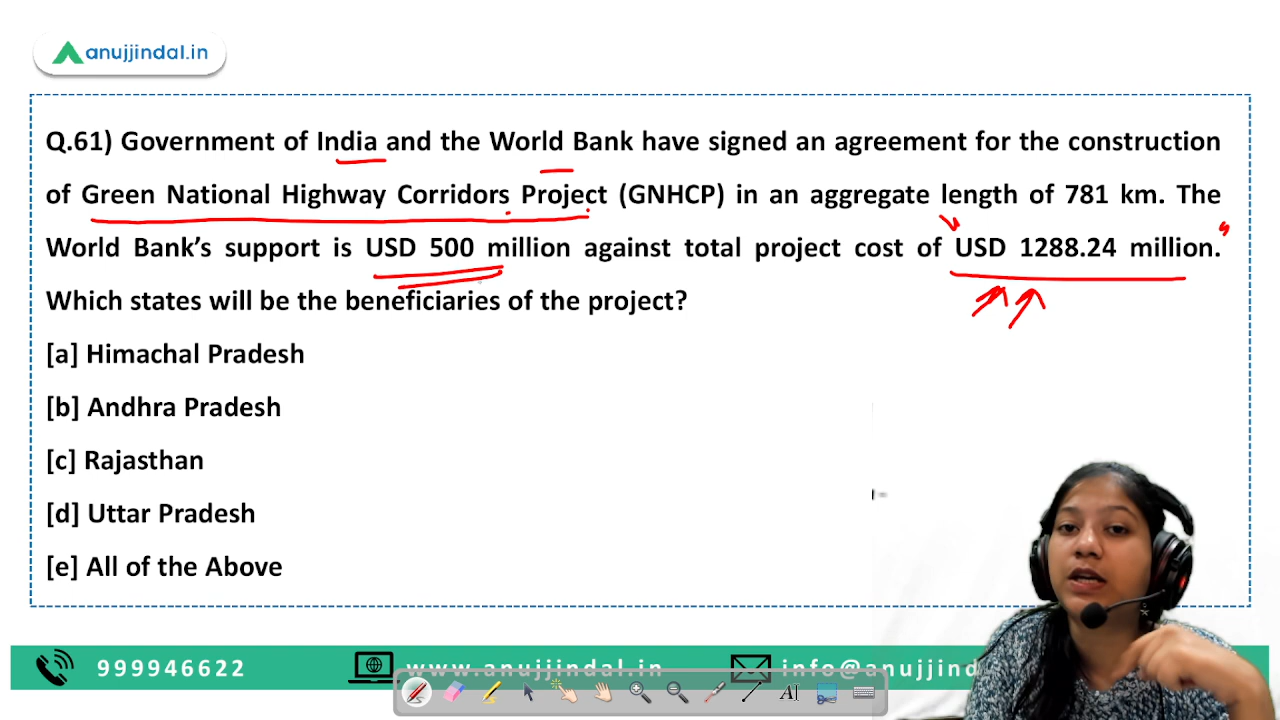 anujjindal.in
Q.61) Government of India and the World Bank have signed an agreement for the construction
of Green National Highway Corridors Project (GNHCP) in an aggregate length of 781 km. The
World Bank's support is USD 500 million against total project cost of USD 1288.24 million.
Which states will be the beneficiaries of the project?
[a] Himachal Pradesh
[b] Andhra Pradesh
[c] Rajasthan
[d] Uttar Pradesh
[e] All of the Above
999946622 www.anujjindal.in info@anujjind